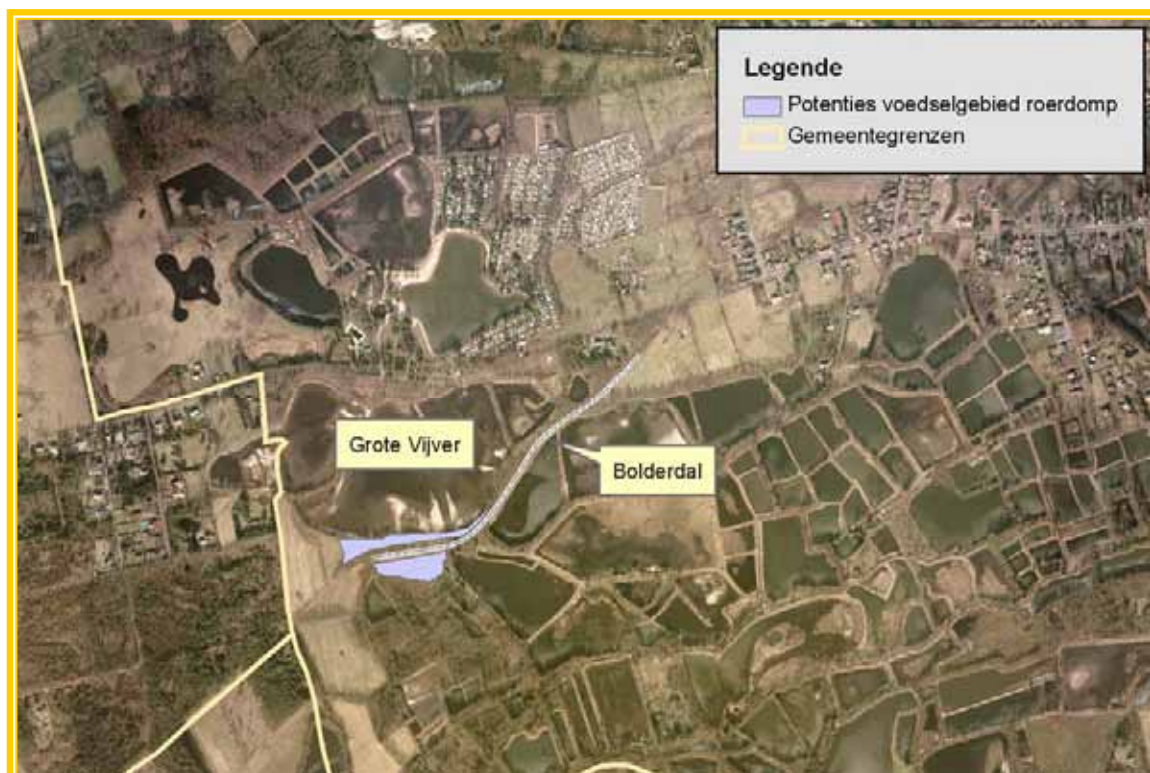 Legende
Potenties voedselgebied roerdomp
Gemeentegrenzen
Grote Vijver
Bolderdal